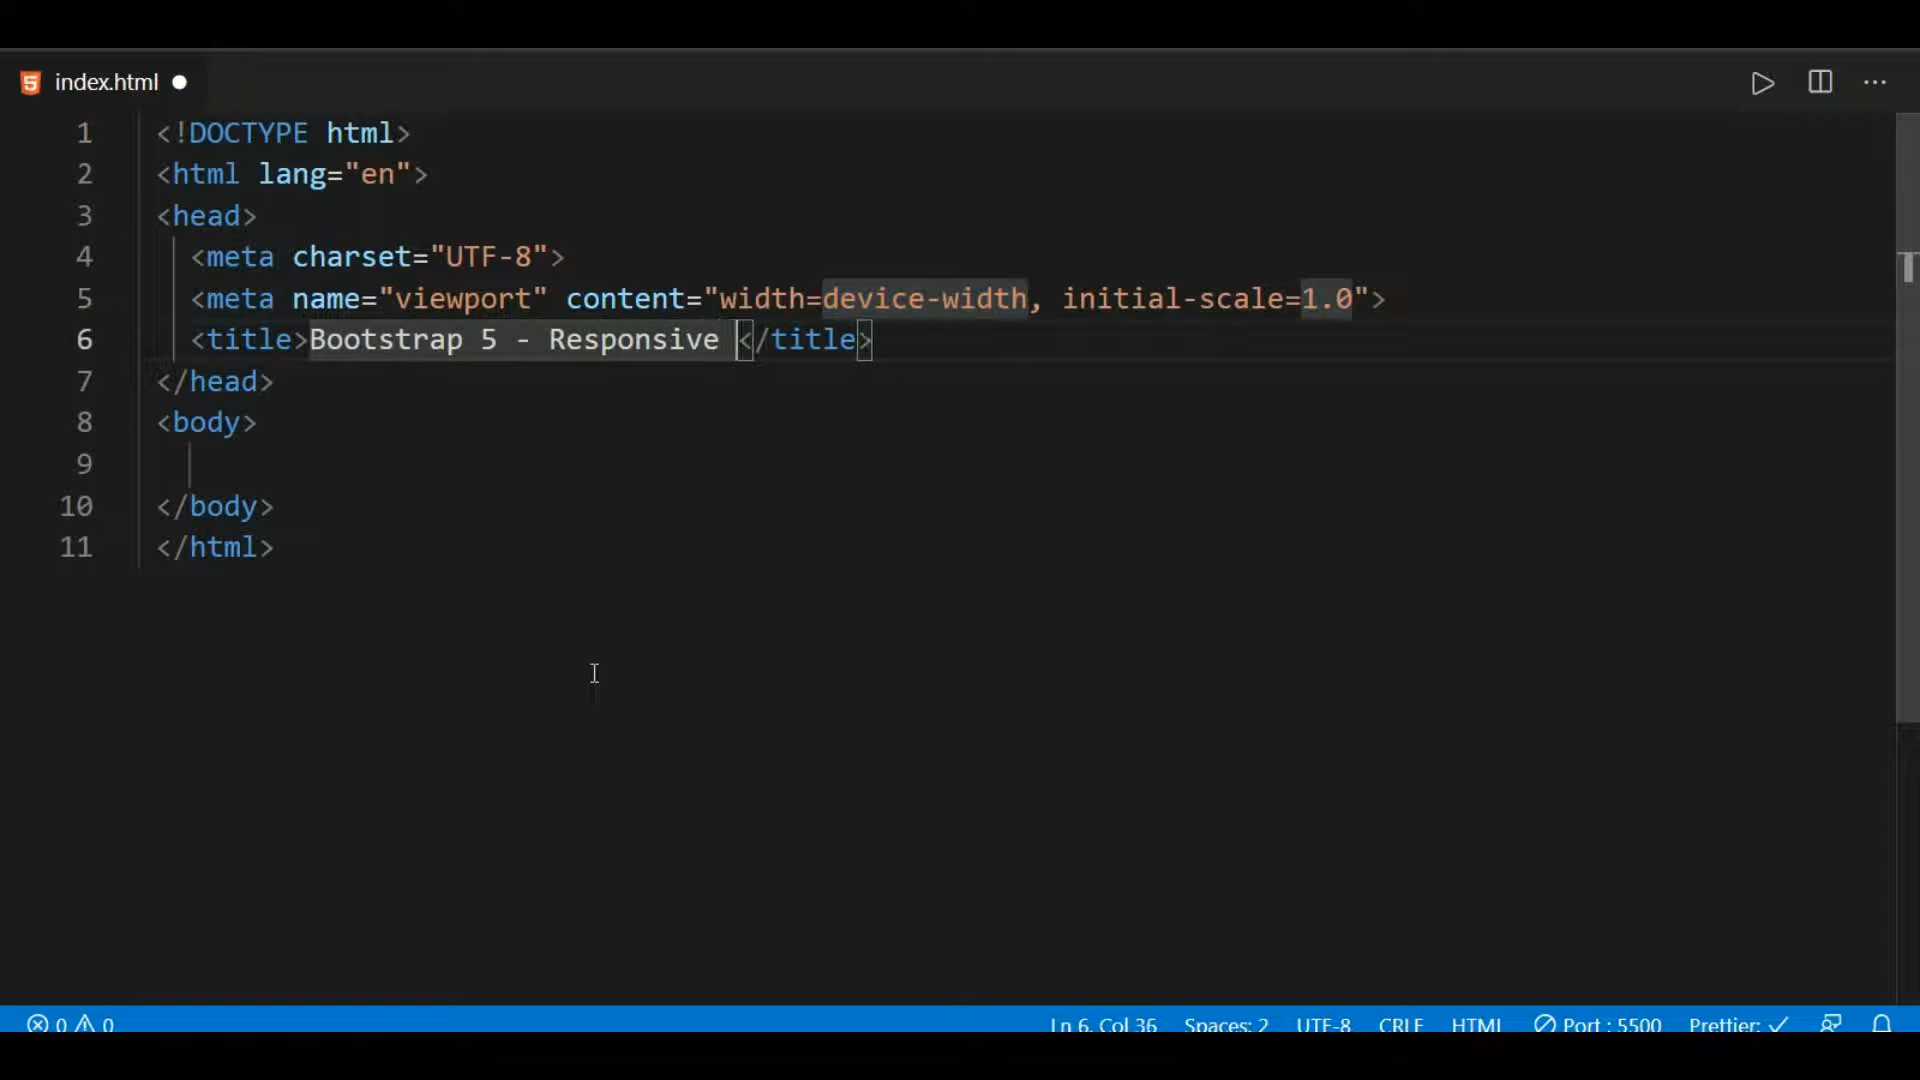 index.html
1 <!DOCTYPE html>
2 <html lang="en">
3 <head>
4 <meta charset="UTF-8">
5 <meta name="viewport" content="width=device-width, initial-scale=1.0">
6 <title>Bootstrap 5 - Responsive </title>
7 </head>
8 <body>
9
10 </body>
11 </html>
0 0 Ln 6, Col 36 Spaces: 2 UTF-8 CRLF HTML Port : 5500 Prettier: